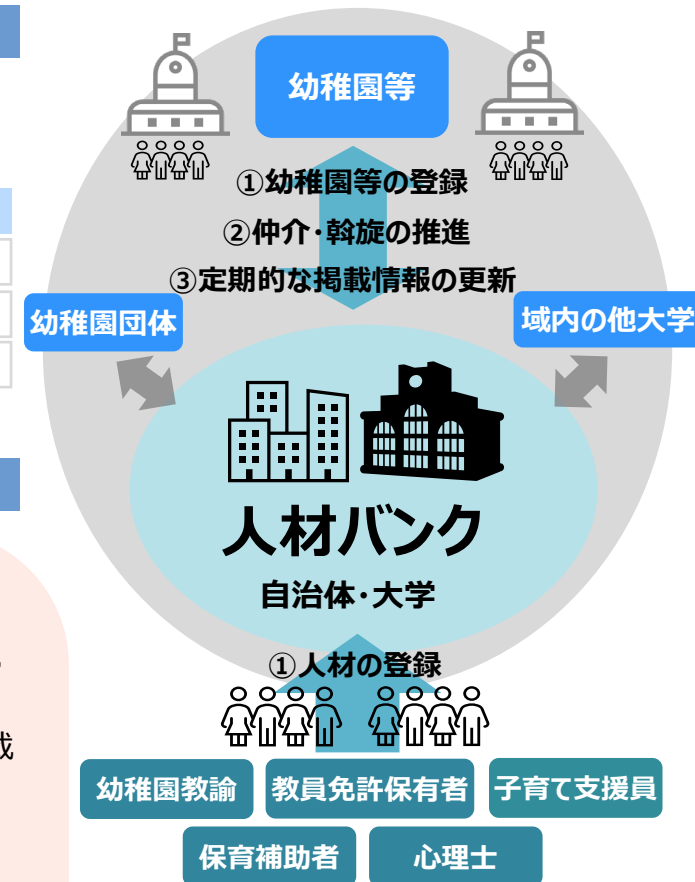 幼稚園等
①幼稚園等の登録
②仲介・斡旋の推進
③定期的な掲載情報の更新
幼稚園団体
域内の他大学
人材バンク
自治体・大学
①人材の登録
幼稚園教諭
教員免許保有者
子育て支援員
保育補助者
心理士